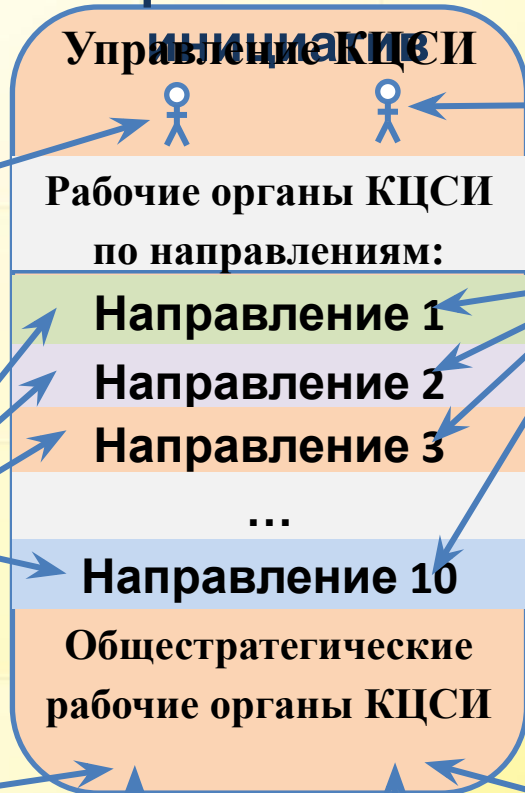 Управление КЦСИ
инициатив
Рабочие органы КЦСИ
по направлениям:
Направление 1
Направление 2
Направление 3
...
Направление 10
Общестратегические
рабочие органы КЦСИ